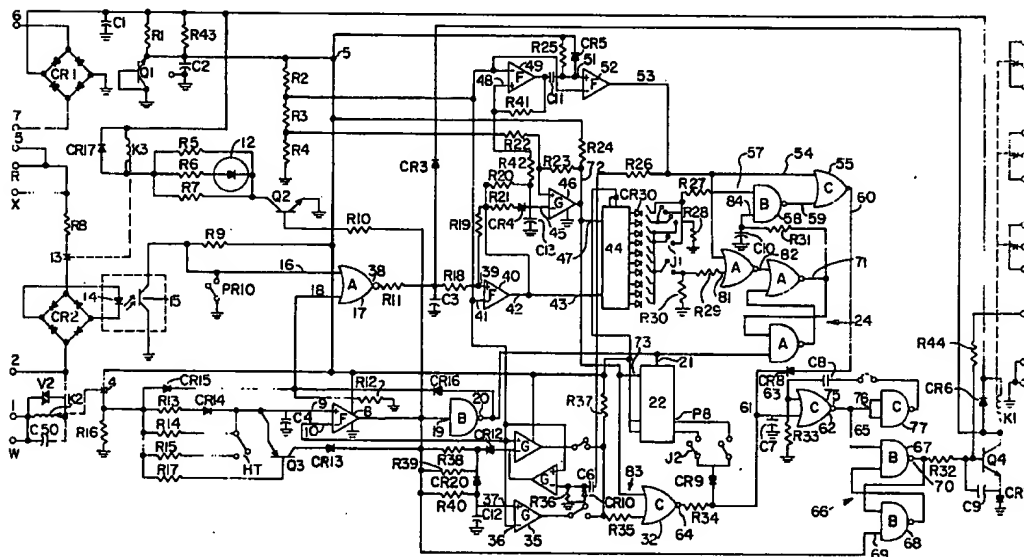 6
C1
R1
R43
CR1
Q1
C2
5
R2
R3
R4
7
5
R
X
CR17
K3
R5
R6
R7
12
Q2
R8
13
R9
R10
CR3
14
15
CR2
16
PR10
18
A
38
17
R11
C3
R18
R19
39
F
40
41
42
R25
CR5
51
48
F
49
C11
F
52
53
R41
R22
R42
R23
R24
72
R20
R21
CR4
46
G
45
C13
47
R26
CR30
44
43
R27
57
54
55
C
60
84
B
58
59
R28
C10
R31
J1
A
82
A
71
81
R30
R29
A
24
2
V2
K2
4
1
W
C50
R16
CR15
R13
CR14
R14
R15
R17
HT
Q3
CR13
C4
R12
9
F
8
10
CR16
B
20
19
CR12
R39
R38
CR20
R40
C12
37
36
G
G
G
35
R36
C6
CR10
R37
73
21
22
P8
J2
CR9
83
R35
C
32
64
R34
CR8
63
C8
61
C7
C
75
62
R33
76
65
C
77
B
67
70
R32
66
B
68
69
R44
CR6
K1
Q4
C9
CR